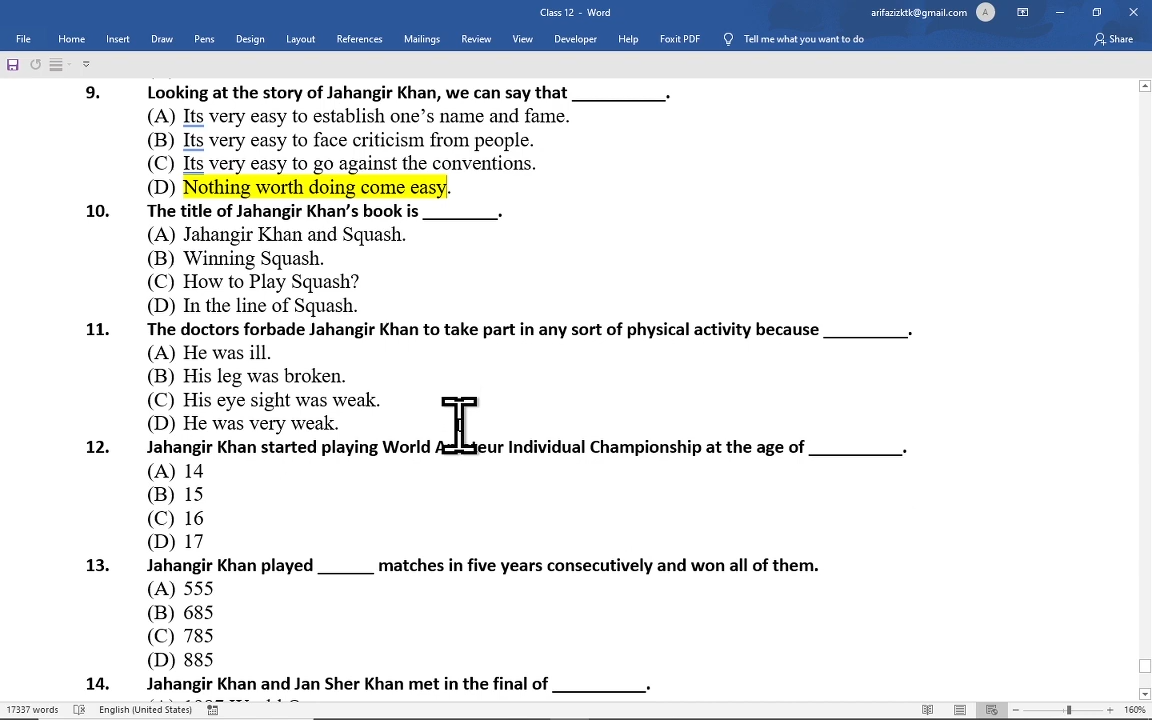 Class 12 - Word
arifazizktk@gmail.com
A
File Home Insert Draw Pens Design Layout References Mailings Review View Developer Help Foxit PDF Tell me what you want to do Share
9. Looking at the story of Jahangir Khan, we can say that __________.
(A) Its very easy to establish one's name and fame.
(B) Its very easy to face criticism from people.
(C) Its very easy to go against the conventions.
(D) Nothing worth doing come easy.
10. The title of Jahangir Khan's book is ________.
(A) Jahangir Khan and Squash.
(B) Winning Squash.
(C) How to Play Squash?
(D) In the line of Squash.
11. The doctors forbade Jahangir Khan to take part in any sort of physical activity because _________.
(A) He was ill.
(B) His leg was broken.
(C) His eye sight was weak.
(D) He was very weak.
12. Jahangir Khan started playing World Individual Championship at the age of __________.
(A) 14
(B) 15
(C) 16
(D) 17
13. Jahangir Khan played ______ matches in five years consecutively and won all of them.
(A) 555
(B) 685
(C) 785
(D) 885
14. Jahangir Khan and Jan Sher Khan met in the final of __________.
17337 words English (United States) 160%